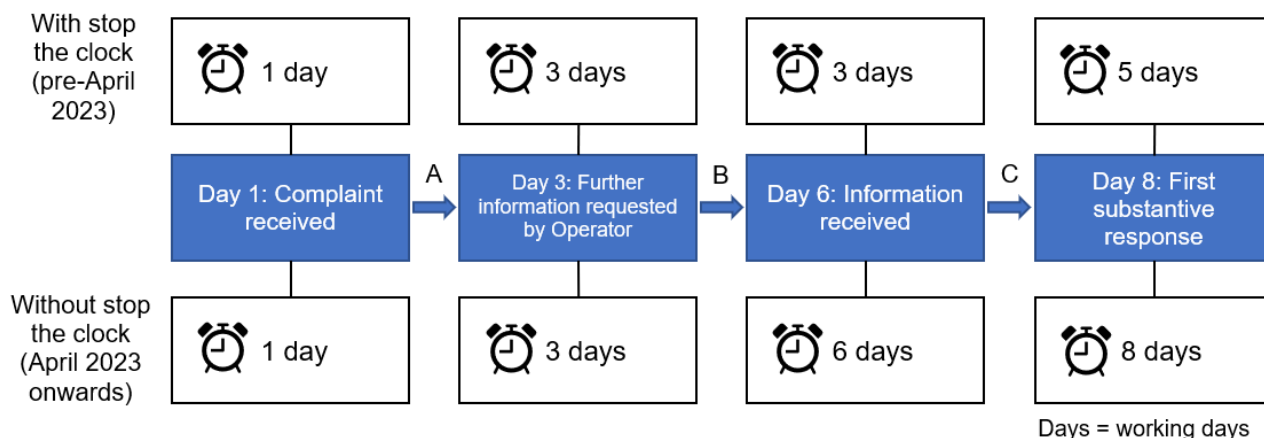 With stop
the clock
(pre-April
2023)
1 day
3 days
3 days
5 days
Day 1: Complaint
received
A
Day 3: Further
information requested
by Operator
B
Day 6: Information
received
C
Day 8: First
substantive
response
Without stop
the clock
(April 2023
onwards)
1 day
3 days
6 days
8 days
Days = working days